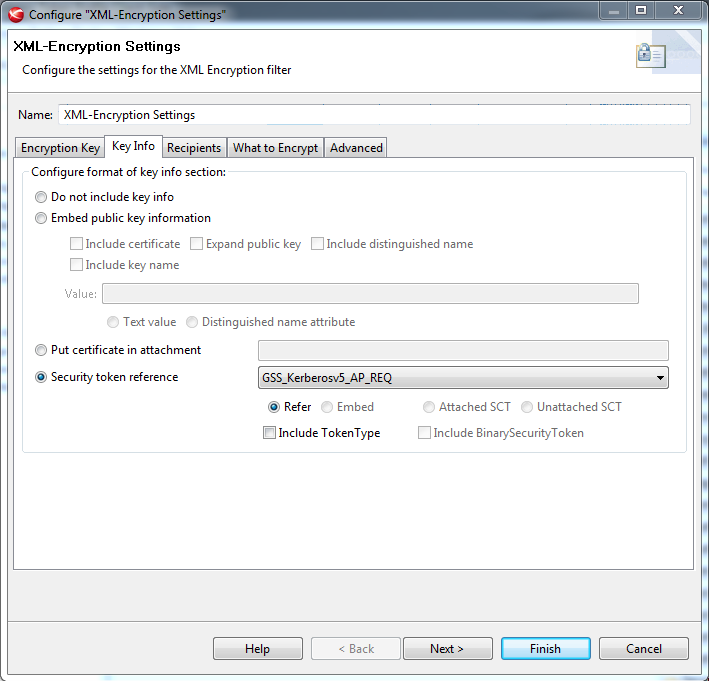 Configure "XML-Encryption Settings"
XML-Encryption Settings
Configure the settings for the XML Encryption filter
Name: XML-Encryption Settings
Encryption Key Key Info Recipients What to Encrypt Advanced
Configure format of key info section:
Do not include key info
Embed public key information
Include certificate Expand public key Include distinguished name
Include key name
Value:
Text value Distinguished name attribute
Put certificate in attachment
Security token reference GSS_Kerberosv5_AP_REQ
Refer Embed Attached SCT Unattached SCT
Include TokenType Include BinarySecurityToken
Help < Back Next > Finish Cancel